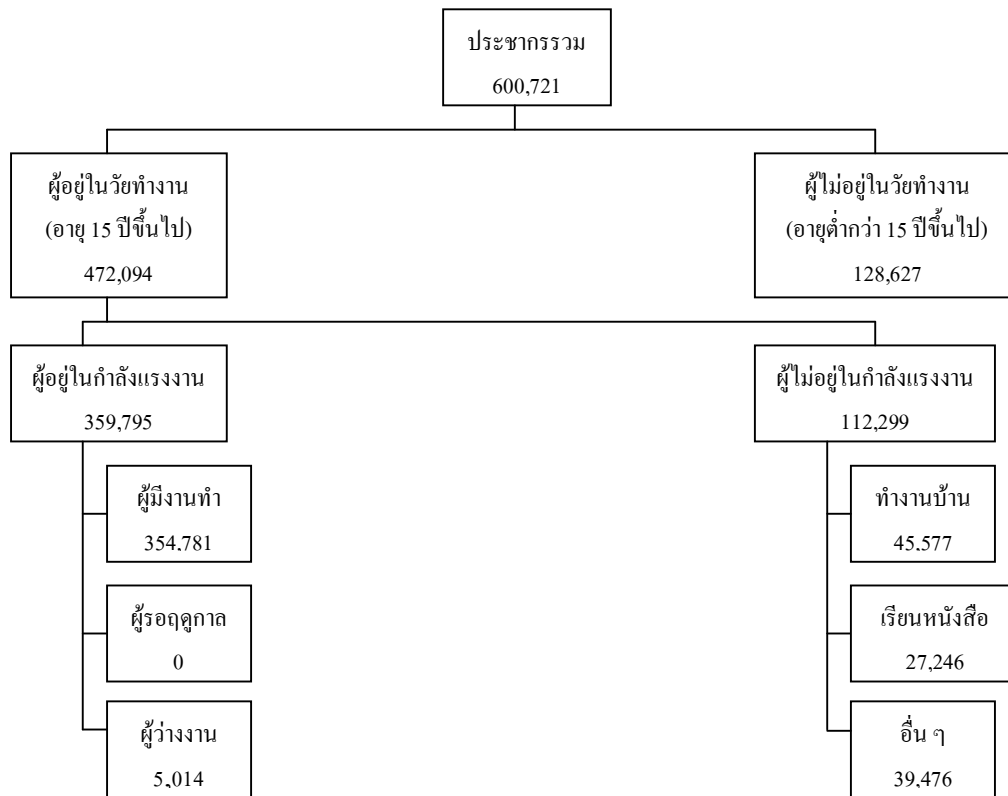 ประชากรรวม
600,721
ผู้อยู่ในวัยทำงาน
(อายุ 15 ปีขึ้นไป)
472,094
ผู้ไม่อยู่ในวัยทำงาน
(อายุต่ำกว่า 15 ปีขึ้นไป)
128,627
ผู้อยู่ในกำลังแรงงาน
359,795
ผู้ไม่อยู่ในกำลังแรงงาน
112,299
ผู้มีงานทำ
354,781
ผู้รอฤดูกาล
0
ผู้ว่างงาน
5,014
ทำงานบ้าน
45,577
เรียนหนังสือ
27,246
อื่น ๆ
39,476